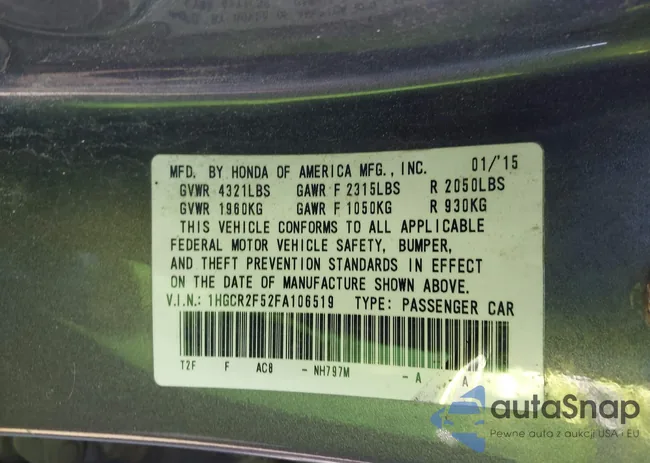 MFD. BY HONDA OF AMERICA MFG., INC. 01/'15
GVWR 4321LBS GAWR F 2315LBS R 2050LBS
GVWR 1960KG GAWR F 1050KG R 930KG
THIS VEHICLE CONFORMS TO ALL APPLICABLE
FEDERAL MOTOR VEHICLE SAFETY, BUMPER,
AND THEFT PREVENTION STANDARDS IN EFFECT
ON THE DATE OF MANUFACTURE SHOWN ABOVE.
V.I.N.: 1HGCR2F52FA106519 TYPE: PASSENGER CAR
T2F F AC8 - NH797M - A A
autaSnap
Pewne auta z aukcji USA · EU